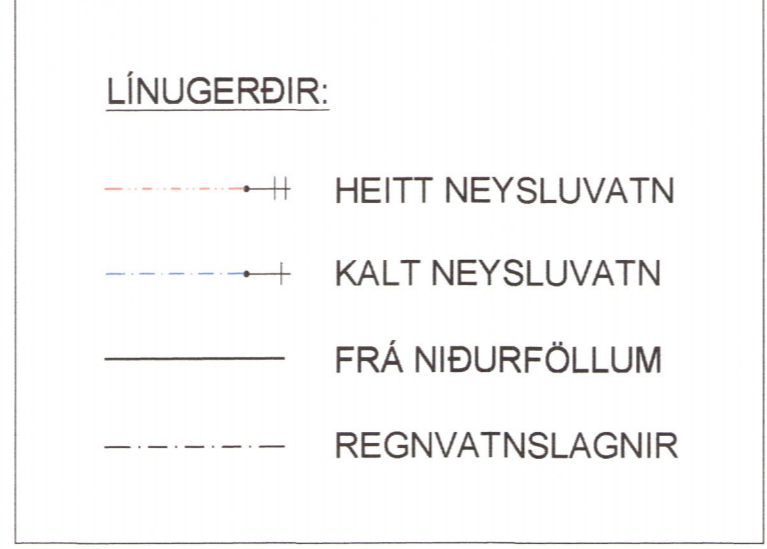 LÍNUGERÐIR:
HEITT NEYSLUVATN
KALT NEYSLUVATN
FRÁ NIÐURFÖLLUM
REGNVATNSLAGNIR